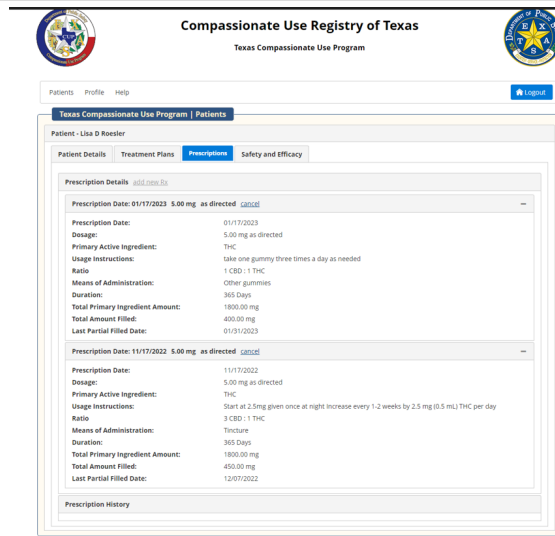 Compassionate Use Registry of Texas
Texas Compassionate Use Program
CUP
TEXAS
Patients Profile Help
Logout
Texas Compassionate Use Program | Patients
Patient - Lisa D Roesler
Patient Details Treatment Plans Prescriptions Safety and Efficacy
Prescription Details add new Rx
Prescription Date: 01/17/2023 5.00 mg as directed cancel
Prescription Date: 01/17/2023
Dosage: 5.00 mg as directed
Primary Active Ingredient: THC
Usage Instructions: take one gummy three times a day as needed
Ratio 1 CBD : 1 THC
Means of Administration: Other gummies
Duration: 365 Days
Total Primary Ingredient Amount: 1800.00 mg
Total Amount Filled: 400.00 mg
Last Partial Filled Date: 01/31/2023
Prescription Date: 11/17/2022 5.00 mg as directed cancel
Prescription Date: 11/17/2022
Dosage: 5.00 mg as directed
Primary Active Ingredient: THC
Usage Instructions: Start at 2.5mg given once at night Increase every 1-2 weeks by 2.5 mg (0.5 mL) THC per day
Ratio 3 CBD : 1 THC
Means of Administration: Tincture
Duration: 365 Days
Total Primary Ingredient Amount: 1800.00 mg
Total Amount Filled: 450.00 mg
Last Partial Filled Date: 12/07/2022
Prescription History